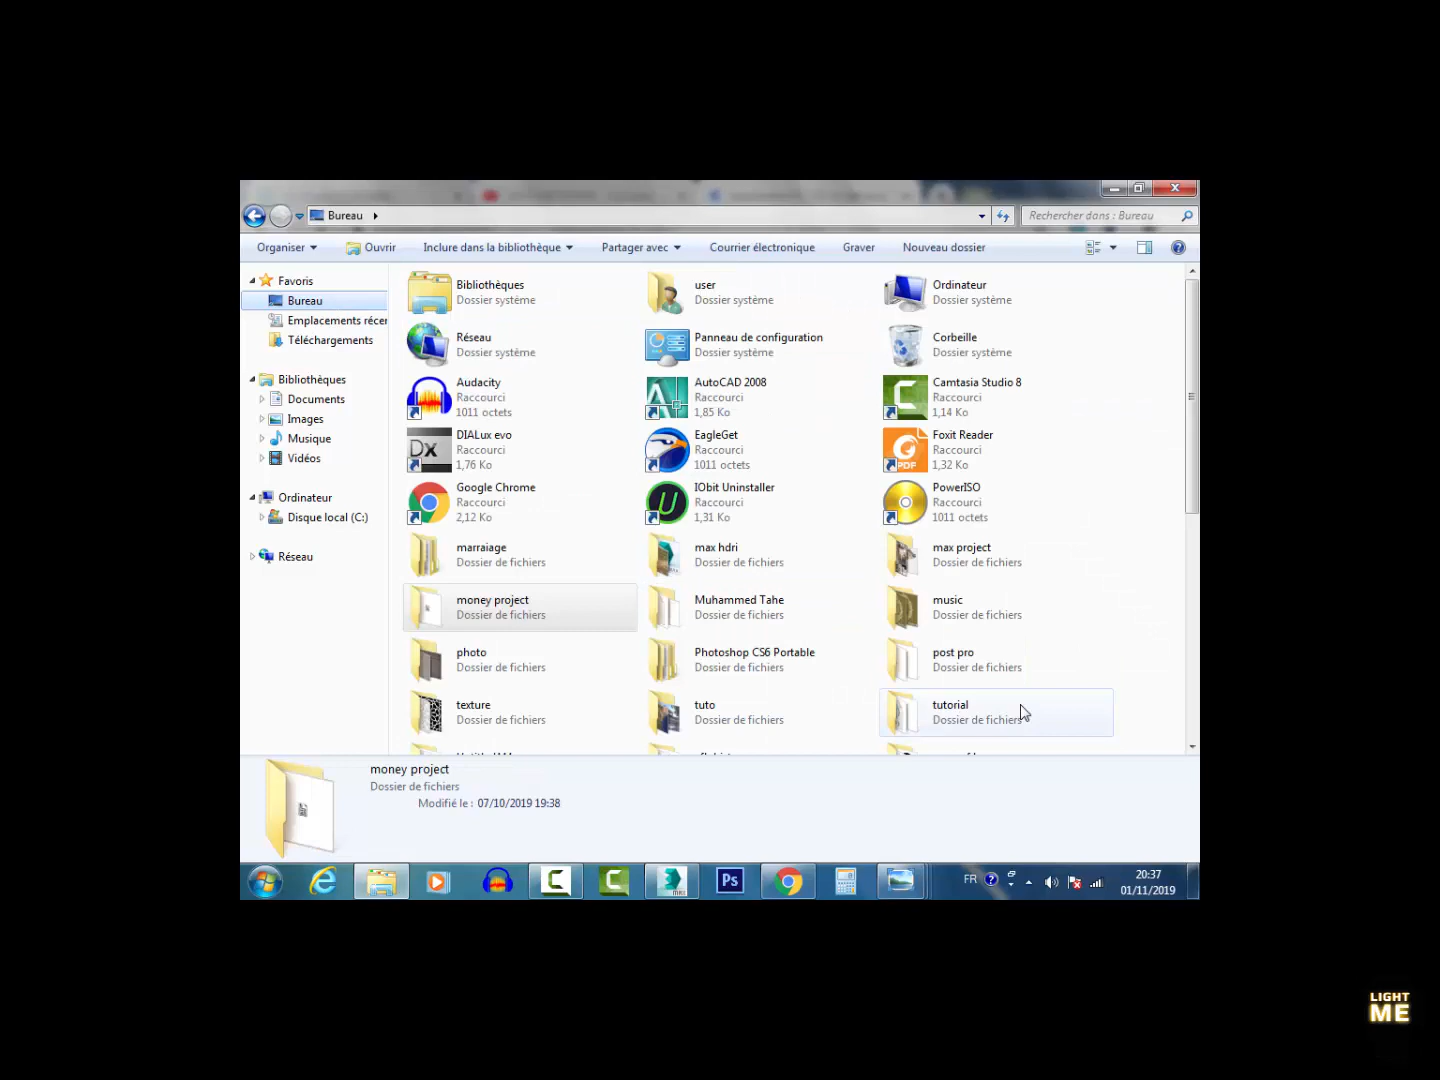 Bureau
Rechercher dans : Bureau
Organiser
Ouvrir
Inclure dans la bibliothèque
Partager avec
Courrier électronique
Graver
Nouveau dossier
Favoris
Bureau
Emplacements récer
Téléchargements
Bibliothèques
Documents
Images
Musique
Vidéos
Ordinateur
Disque local (C:)
Réseau
Bibliothèques
Dossier système
user
Dossier système
Ordinateur
Dossier système
Réseau
Dossier système
Panneau de configuration
Dossier système
Corbeille
Dossier système
Audacity
Raccourci
1011 octets
AutoCAD 2008
Raccourci
1,85 Ko
Camtasia Studio 8
Raccourci
1,14 Ko
Dx
DIALux evo
Raccourci
1,76 Ko
EagleGet
Raccourci
1011 octets
PDF
Foxit Reader
Raccourci
1,32 Ko
Google Chrome
Raccourci
2,12 Ko
IObit Uninstaller
Raccourci
1,31 Ko
PowerISO
Raccourci
1011 octets
marraiage
Dossier de fichiers
max hdri
Dossier de fichiers
max project
Dossier de fichiers
money project
Dossier de fichiers
Muhammed Tahe
Dossier de fichiers
music
Dossier de fichiers
photo
Dossier de fichiers
Photoshop CS6 Portable
Dossier de fichiers
post pro
Dossier de fichiers
texture
Dossier de fichiers
tuto
Dossier de fichiers
tutorial
Dossier de fichiers
money project
Dossier de fichiers
Modifié le : 07/10/2019 19:38
Ps
FR
20:37
01/11/2019
LIGHT
ME